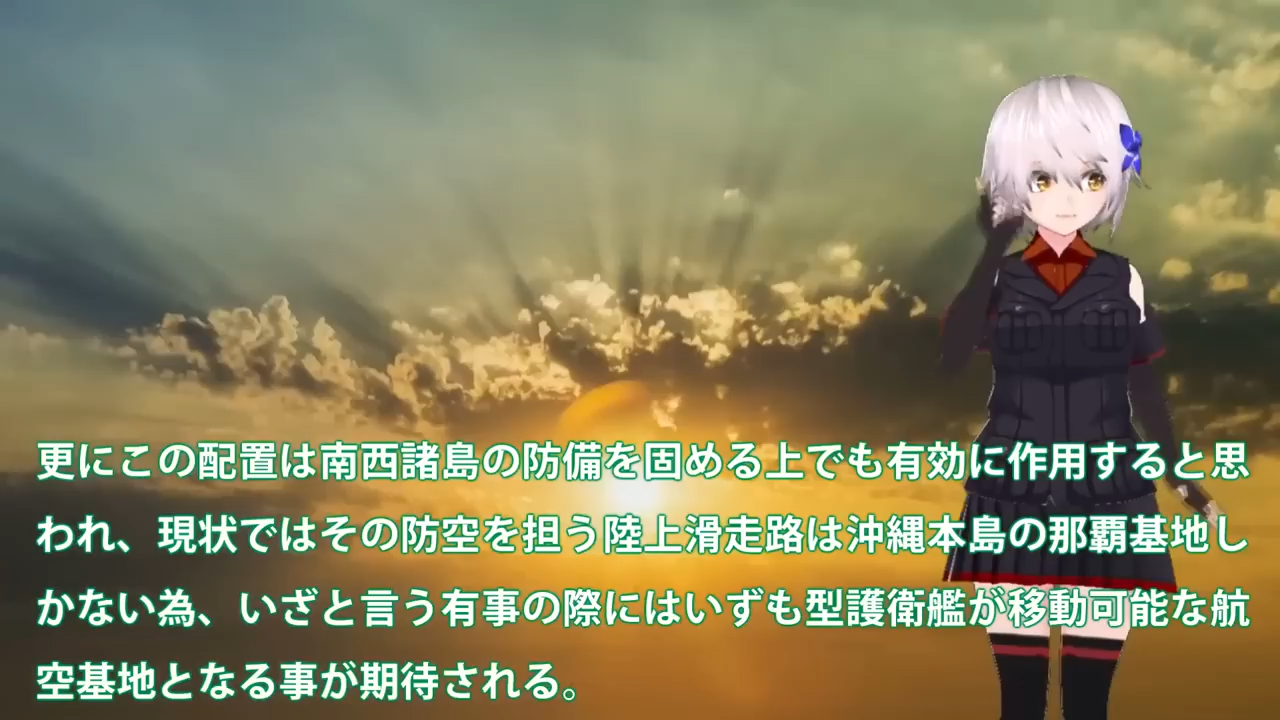 更にこの配置は南西諸島の防備を固める上でも有効に作用すると思
われ、現状ではその防空を担う陸上滑走路は沖縄本島の那覇基地し
かない為、いざと言う有事の際にはいずも型護衛艦が移動可能な航
空基地となる事が期待される。